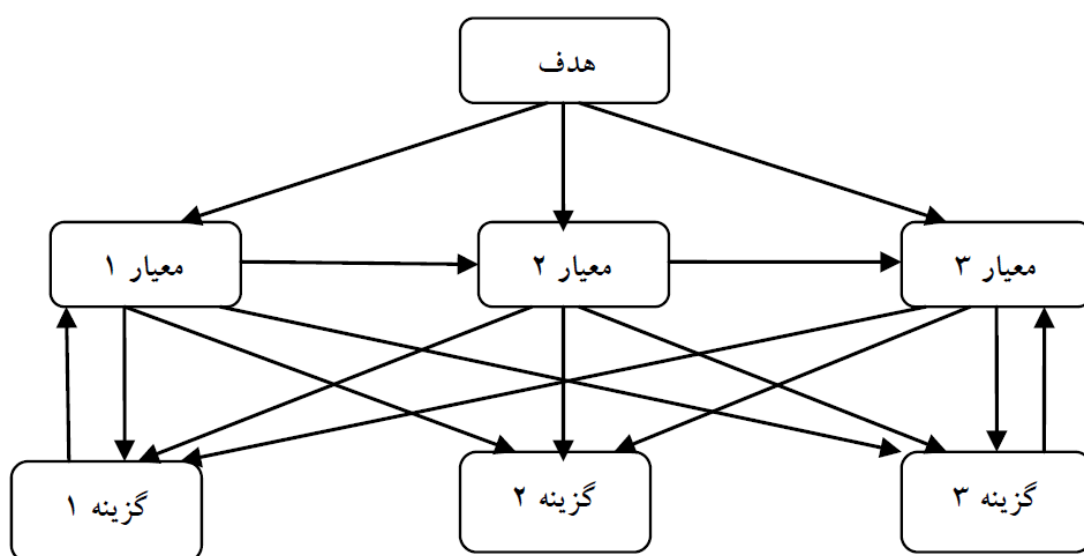 هدف
معیار ۱
معیار ۲
معیار ۳
گزینه ۱
گزینه ۲
گزینه ۳